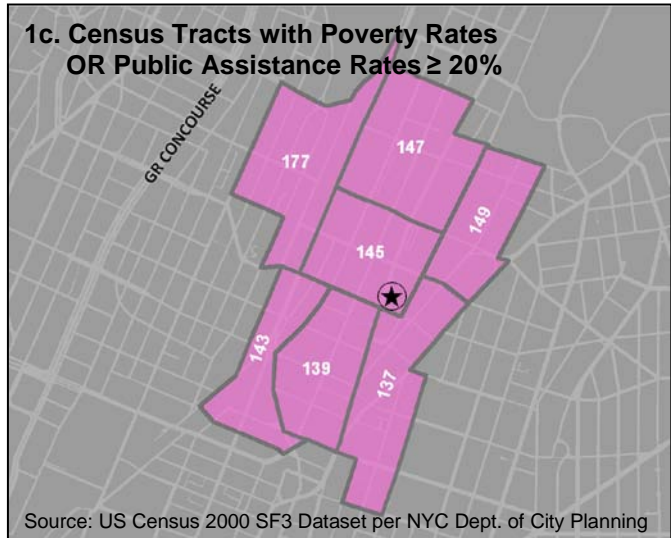 1c. Census Tracts with Poverty Rates
OR Public Assistance Rates ≥ 20%
GR CONCOURSE
177
147
149
145
143
139
137
Source: US Census 2000 SF3 Dataset per NYC Dept. of City Planning